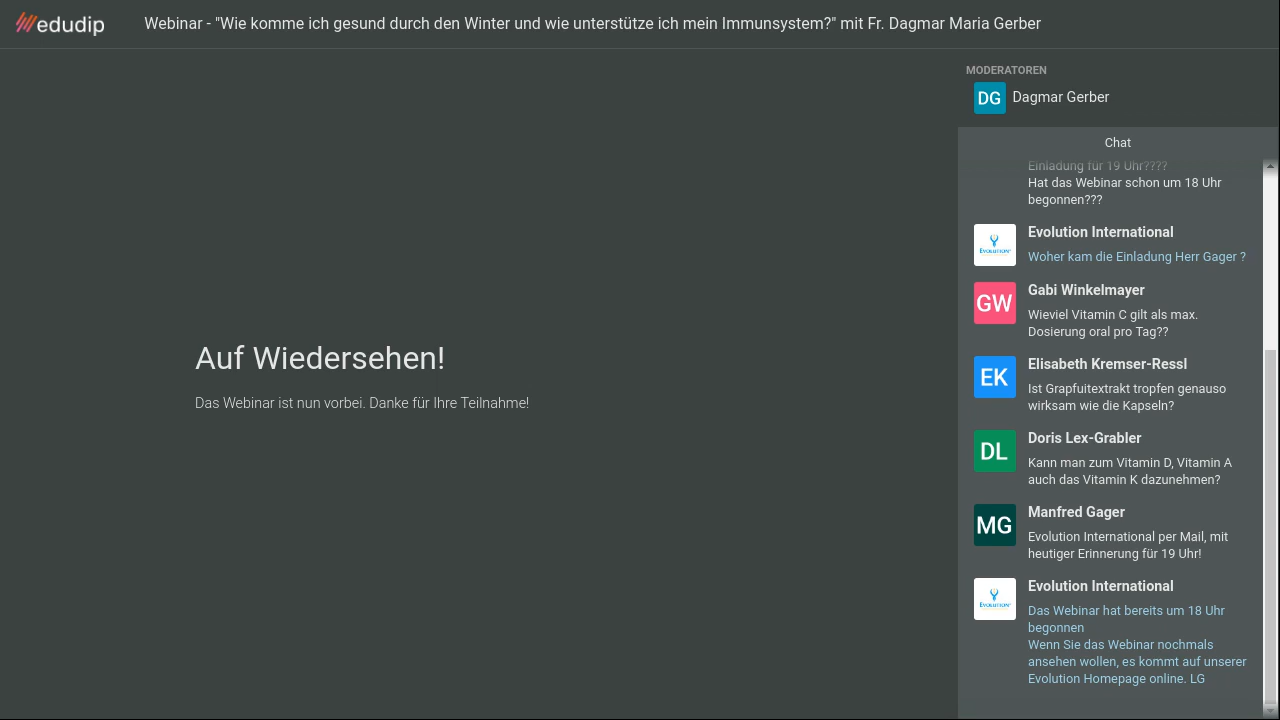 edudip
Webinar - "Wie komme ich gesund durch den Winter und wie unterstütze ich mein Immunsystem?" mit Fr. Dagmar Maria Gerber
Auf Wiedersehen!
Das Webinar ist nun vorbei. Danke für Ihre Teilnahme!
MODERATOREN
DG
Dagmar Gerber
Chat
Einladung für 19 Uhr????
Hat das Webinar schon um 18 Uhr
begonnen???
EVOLUTION
Evolution International
Woher kam die Einladung Herr Gager ?
GW
Gabi Winkelmayer
Wieviel Vitamin C gilt als max.
Dosierung oral pro Tag??
EK
Elisabeth Kremser-Ressl
Ist Grapfuitextrakt tropfen genauso
wirksam wie die Kapseln?
DL
Doris Lex-Grabler
Kann man zum Vitamin D, Vitamin A
auch das Vitamin K dazunehmen?
MG
Manfred Gager
Evolution International per Mail, mit
heutiger Erinnerung für 19 Uhr!
EVOLUTION
Evolution International
Das Webinar hat bereits um 18 Uhr
begonnen
Wenn Sie das Webinar nochmals
ansehen wollen, es kommt auf unserer
Evolution Homepage online. LG